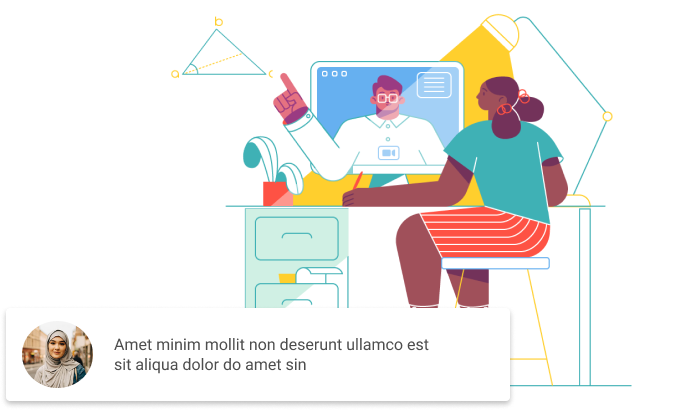 b
a
c
Amet minim mollit non deserunt ullamco est
sit aliqua dolor do amet sin